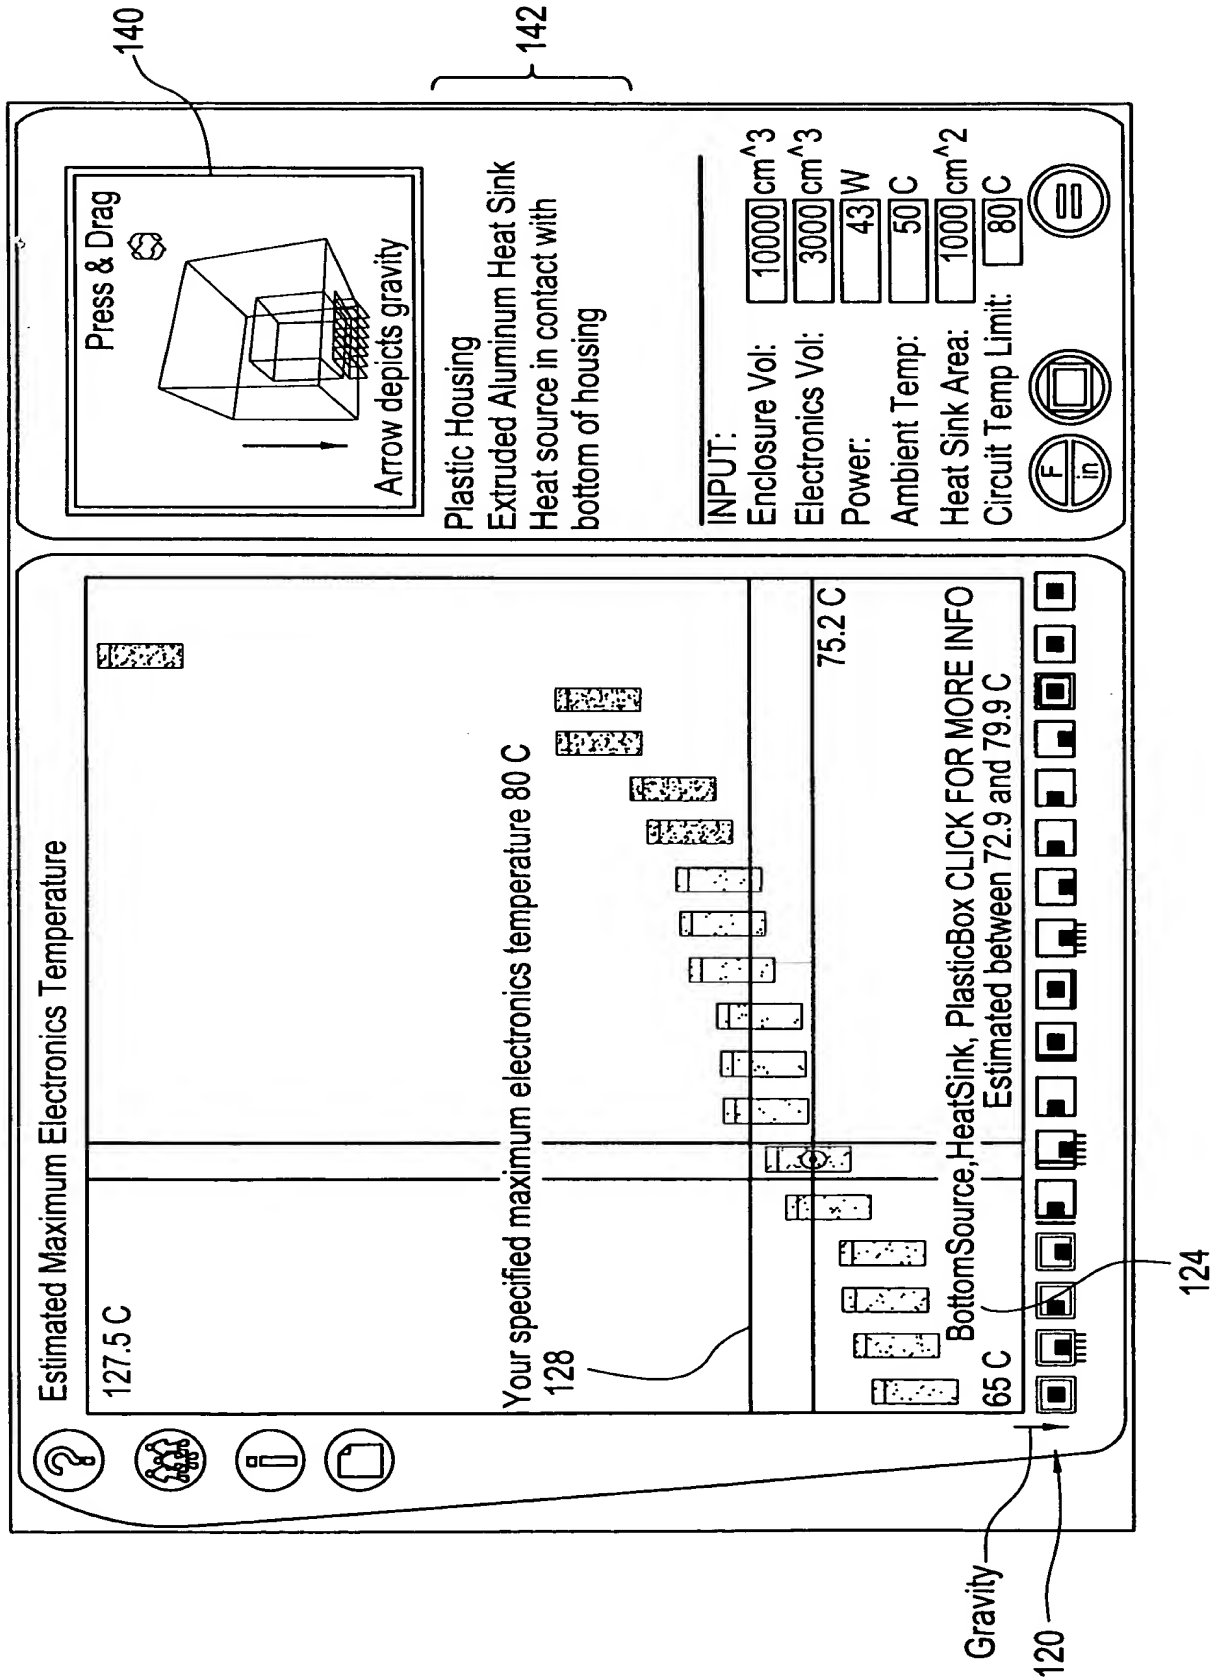 Estimated Maximum Electronics Temperature
127.5 C
Your specified maximum electronics temperature 80 C
128
75.2 C
BottomSource,HeatSink, PlasticBox CLICK FOR MORE INFO
Estimated between 72.9 and 79.9 C
65 C
?
i
Gravity
120
124
Press & Drag
Arrow depicts gravity
140
Plastic Housing
Extruded Aluminum Heat Sink
Heat source in contact with
bottom of housing
142
INPUT:
Enclosure Vol: 10000 cm^3
Electronics Vol: 3000 cm^3
Power: 43 W
Ambient Temp: 50 C
Heat Sink Area: 1000 cm^2
Circuit Temp Limit: 80 C
F
in
=